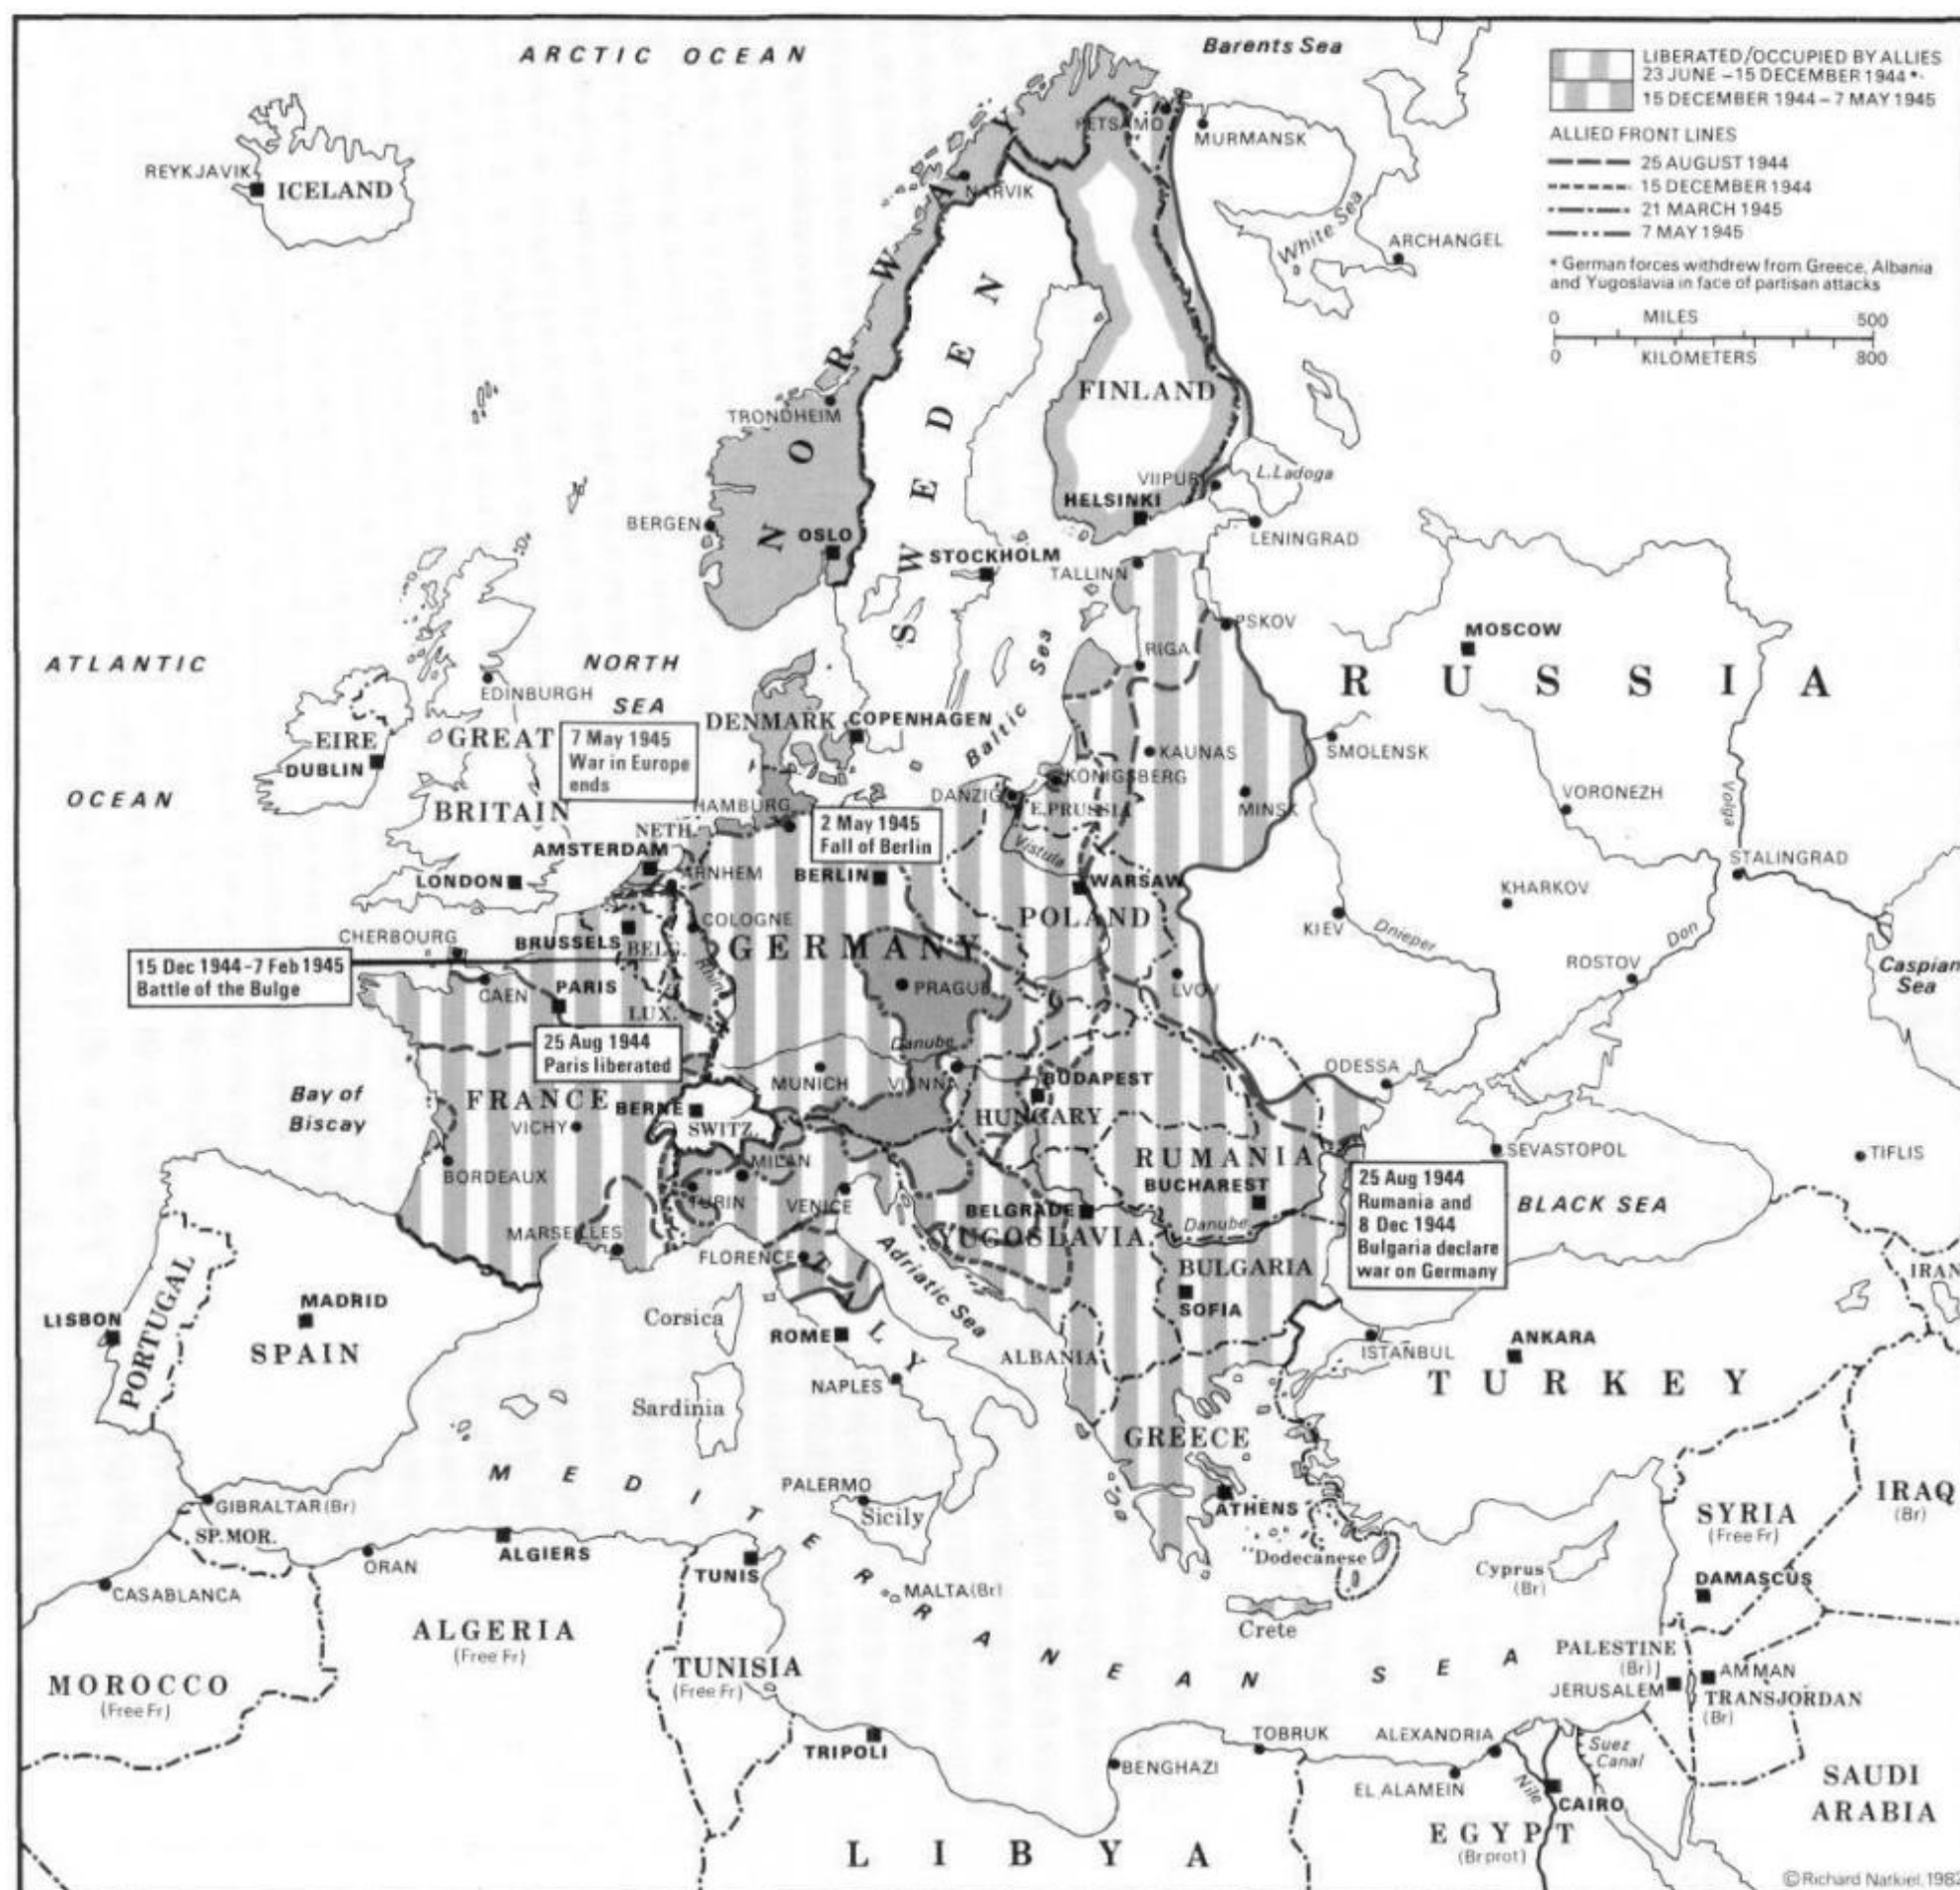 ARCTIC OCEAN
Barents Sea
LIBERATED/OCCUPIED BY ALLIES
23 JUNE –15 DECEMBER 1944 *
15 DECEMBER 1944 – 7 MAY 1945
ALLIED FRONT LINES
25 AUGUST 1944
15 DECEMBER 1944
21 MARCH 1945
7 MAY 1945
* German forces withdrew from Greece, Albania
and Yugoslavia in face of partisan attacks
0 MILES 500
0 KILOMETERS 800
REYKJAVIK
ICELAND
PETSAMO
MURMANSK
NARVIK
White Sea
ARCHANGEL
NORWAY
SWEDEN
FINLAND
TRONDHEIM
VIIPURI
L.Ladoga
HELSINKI
BERGEN
OSLO
STOCKHOLM
LENINGRAD
TALLINN
PSKOV
MOSCOW
RIGA
ATLANTIC
OCEAN
NORTH
SEA
Baltic Sea
RUSSIA
EDINBURGH
DENMARK
COPENHAGEN
EIRE
DUBLIN
GREAT
BRITAIN
7 May 1945
War in Europe
ends
KAUNAS
SMOLENSK
KÖNIGSBERG
DANZIG
E.PRUSSIA
MINSK
VORONEZH
Volga
HAMBURG
2 May 1945
Fall of Berlin
NETH.
AMSTERDAM
ARNHEM
BERLIN
Vistula
WARSAW
POLAND
STALINGRAD
LONDON
KHARKOV
KIEV
Dnieper
Don
COLOGNE
CHERBOURG
BRUSSELS
BELG.
GERMANY
Rhine
15 Dec 1944–7 Feb 1945
Battle of the Bulge
CAEN
PARIS
LUX.
PRAGUE
LVOV
ROSTOV
Caspian
Sea
25 Aug 1944
Paris liberated
Danube
MUNICH
VIENNA
BUDAPEST
HUNGARY
ODESSA
Bay of
Biscay
FRANCE
BERNE
SWITZ.
VICHY
MILAN
BORDEAUX
TURIN
VENICE
RUMANIA
BUCHAREST
SEVASTOPOL
TIFLIS
BELGRADE
YUGOSLAVIA
Danube
25 Aug 1944
Rumania and
8 Dec 1944
Bulgaria declare
war on Germany
BLACK SEA
MARSEILLES
FLORENCE
ITALY
Adriatic Sea
BULGARIA
SOFIA
IRAN
PORTUGAL
LISBON
MADRID
SPAIN
Corsica
ROME
ALBANIA
ISTANBUL
ANKARA
TURKEY
Sardinia
NAPLES
GREECE
MEDITERRANEAN SEA
PALERMO
Sicily
ATHENS
GIBRALTAR (Br)
SP.MOR.
SYRIA
(Free Fr)
IRAQ
(Br)
ORAN
ALGIERS
TUNIS
MALTA (Br)
Dodecanese
Cyprus
(Br)
DAMASCUS
CASABLANCA
Crete
ALGERIA
(Free Fr)
MOROCCO
(Free Fr)
TUNISIA
(Free Fr)
PALESTINE
(Br)
JERUSALEM
AMMAN
TRANSJORDAN
(Br)
TRIPOLI
BENGHAZI
TOBRUK
ALEXANDRIA
EL ALAMEIN
Suez
Canal
Nile
CAIRO
SAUDI
ARABIA
LIBYA
EGYPT
(Br prot)
© Richard Natkiel, 1982